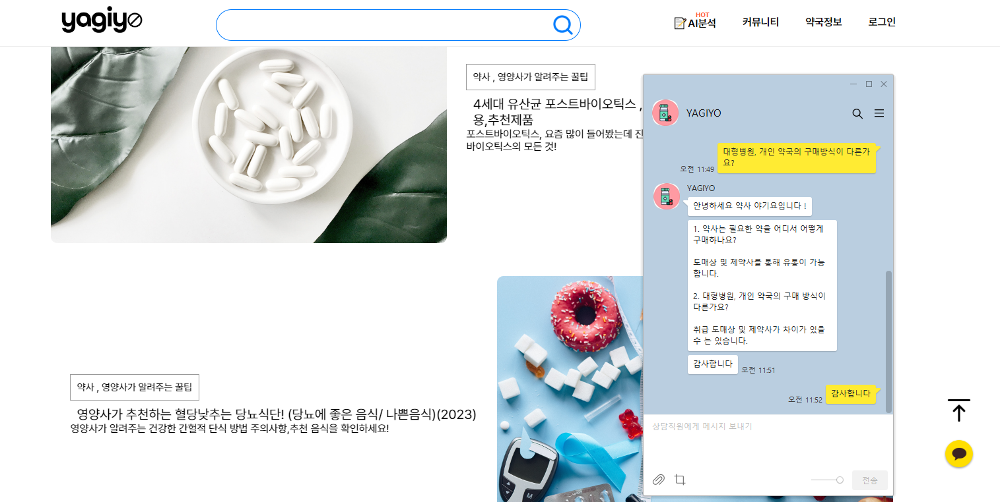 yagiyo
HOT
AI분석
커뮤니티
약국정보
로그인
약사 , 영양사가 알려주는 꿀팁
4세대 유산균 포스트바이오틱스 ,
용,추천제품
포스트바이오틱스, 요즘 많이 들어봤는데 진
바이오틱스의 모든 것!
YAGIYO
대형병원, 개인 약국의 구매방식이 다른가
요?
오전 11:49
YAGIYO
안녕하세요 약사 야기요입니다 !
1. 약사는 필요한 약을 어디서 어떻게
구매하나요?
도매상 및 제약사를 통해 유통이 가능
합니다.
2. 대형병원, 개인 약국의 구매 방식이
다른가요?
취급 도매상 및 제약사가 차이가 있을
수 는 있습니다.
감사합니다
오전 11:51
감사합니다
오전 11:52
상담직원에게 메시지 보내기
전송
약사 , 영양사가 알려주는 꿀팁
영양사가 추천하는 혈당낮추는 당뇨식단! (당뇨에 좋은 음식/ 나쁜음식)(2023)
영양사가 알려주는 건강한 간헐적 단식 방법 주의사항,추천 음식을 확인하세요!
M